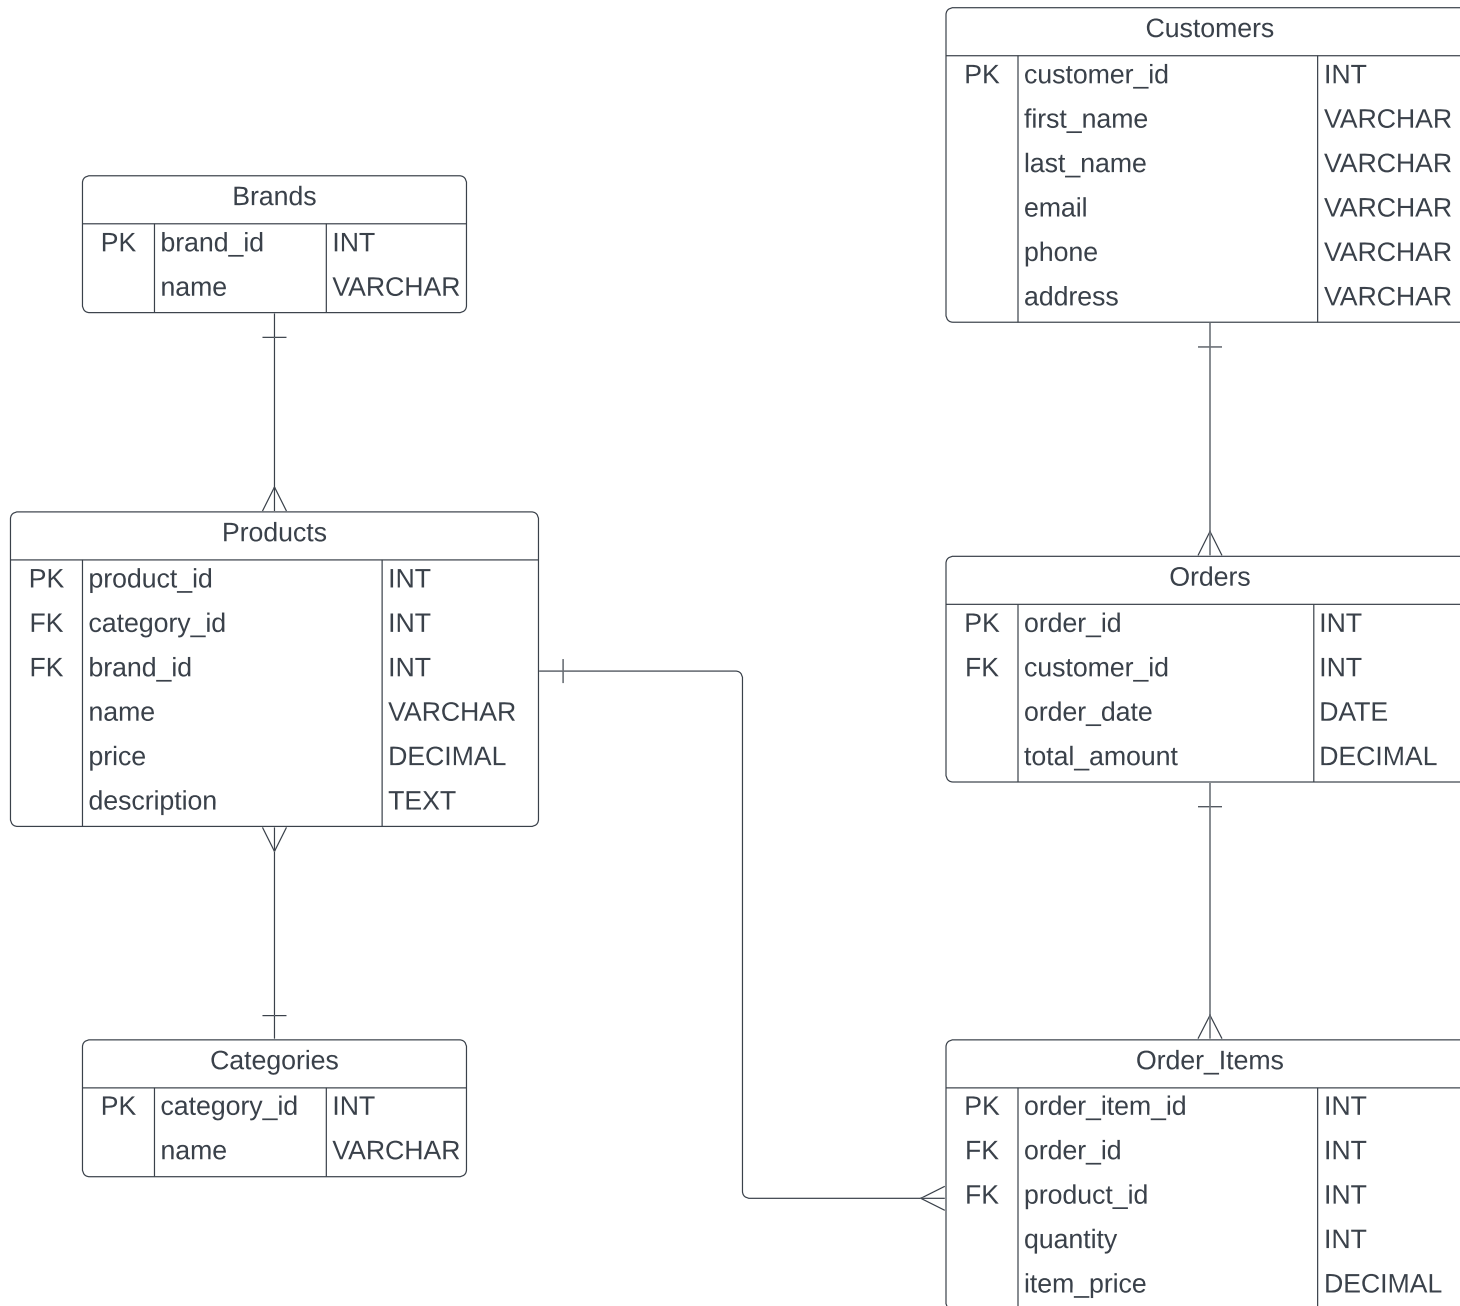 Customers
PK customer_id INT
first_name VARCHAR
last_name VARCHAR
email VARCHAR
phone VARCHAR
address VARCHAR
Brands
PK brand_id INT
name VARCHAR
Products
PK product_id INT
FK category_id INT
FK brand_id INT
name VARCHAR
price DECIMAL
description TEXT
Orders
PK order_id INT
FK customer_id INT
order_date DATE
total_amount DECIMAL
Categories
PK category_id INT
name VARCHAR
Order_Items
PK order_item_id INT
FK order_id INT
FK product_id INT
quantity INT
item_price DECIMAL